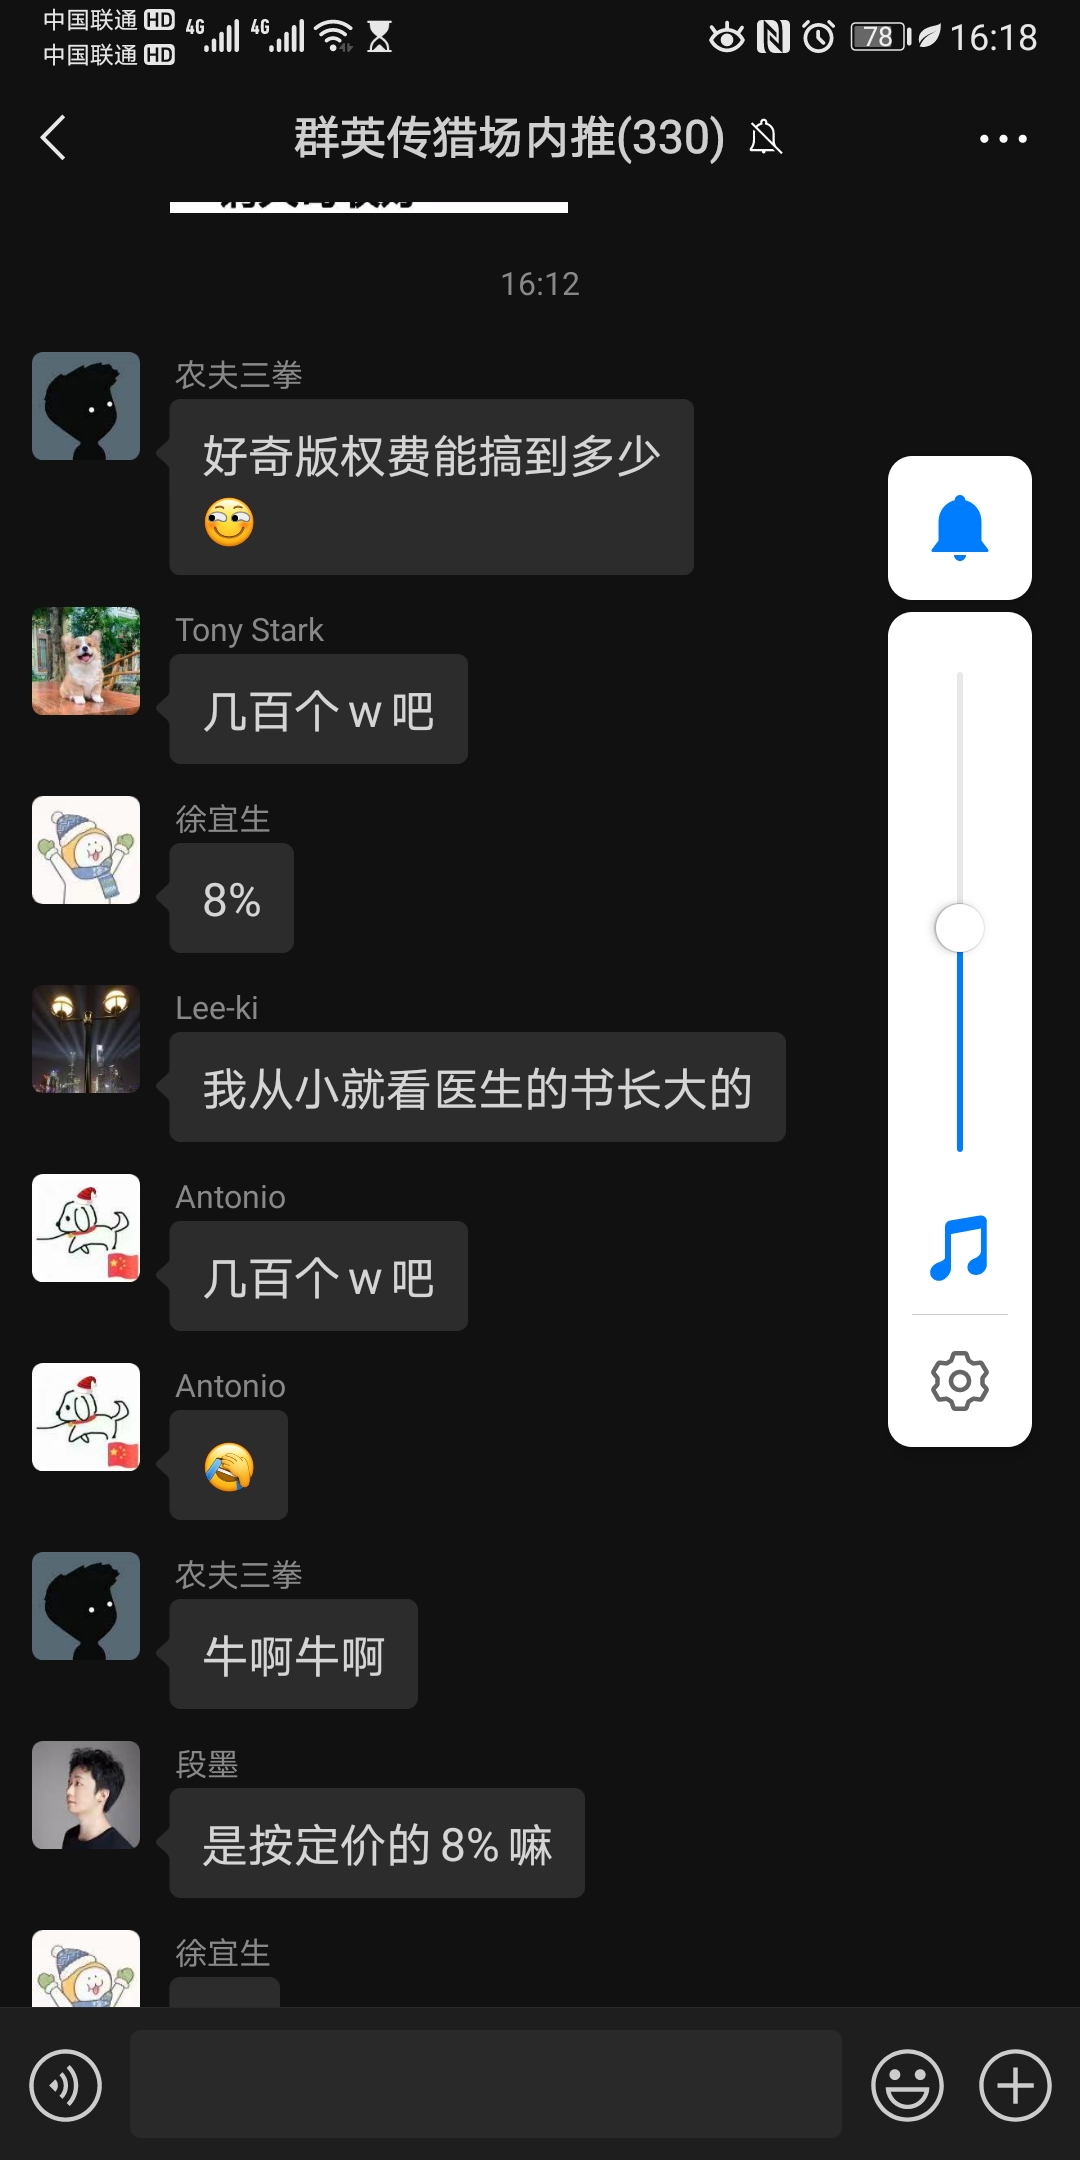 中国联通 HD 4G 4G 78 16:18
中国联通 HD
群英传猎场内推(330)
16:12
农夫三拳
好奇版权费能搞到多少
Tony Stark
几百个w吧
徐宜生
8%
Lee-ki
我从小就看医生的书长大的
Antonio
几百个w吧
Antonio
农夫三拳
牛啊牛啊
段墨
是按定价的8%嘛
徐宜生